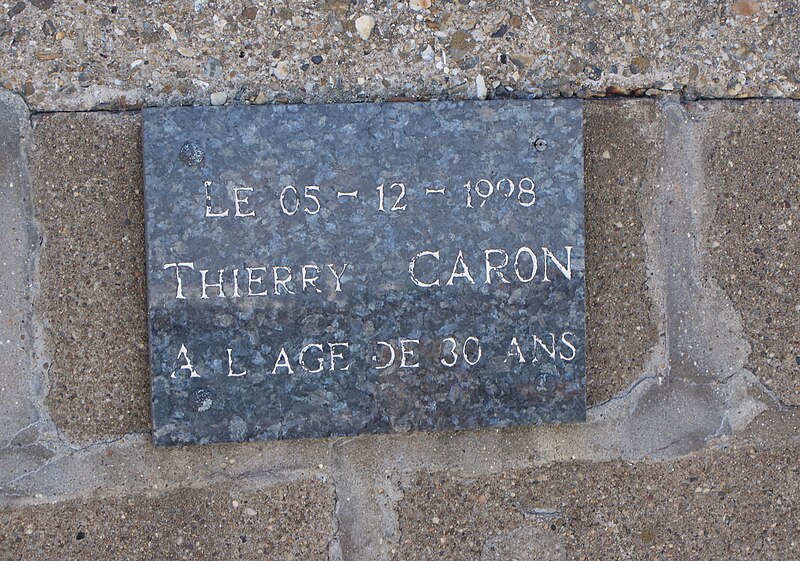 LE 05 - 12 - 1998
THIERRY CARON
A L AGE DE 30 ANS